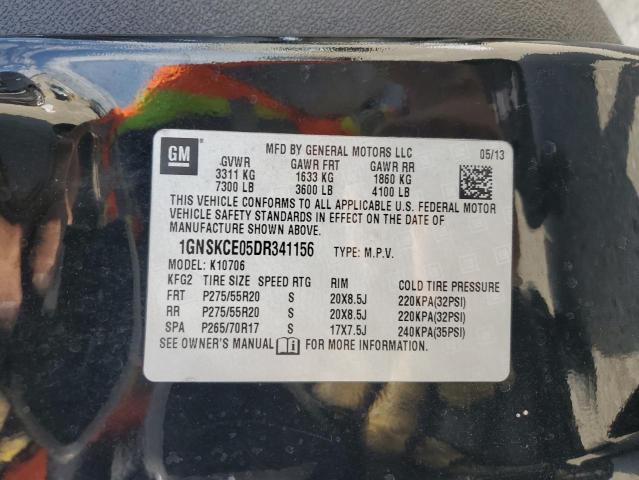 GM
MFD BY GENERAL MOTORS LLC 05/13
GVWR GAWR FRT GAWR RR
3311 KG 1633 KG 1860 KG
7300 LB 3600 LB 4100 LB
THIS VEHICLE CONFORMS TO ALL APPLICABLE U.S. FEDERAL MOTOR
VEHICLE SAFETY STANDARDS IN EFFECT ON THE DATE OF
MANUFACTURE SHOWN ABOVE.
1GNSKCE05DR341156 TYPE: M.P.V.
MODEL: K10706
KFG2 TIRE SIZE SPEED RTG RIM COLD TIRE PRESSURE
FRT P275/55R20 S 20X8.5J 220KPA(32PSI)
RR P275/55R20 S 20X8.5J 220KPA(32PSI)
SPA P265/70R17 S 17X7.5J 240KPA(35PSI)
SEE OWNER'S MANUAL FOR MORE INFORMATION.